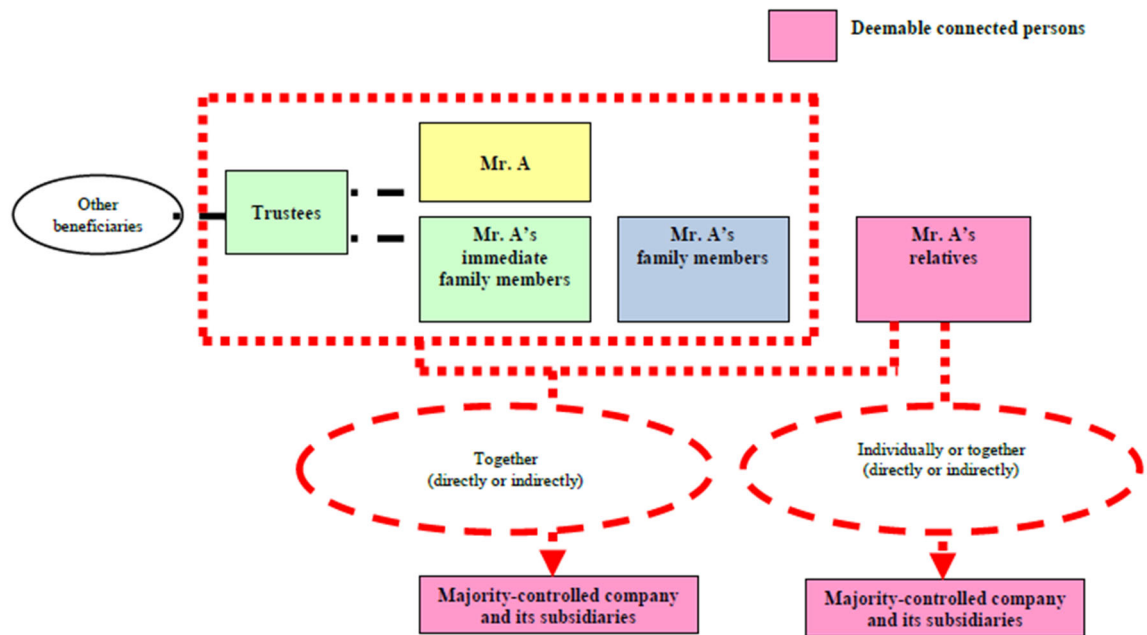 Deemable connected persons
Mr. A
Other
beneficiaries
Trustees
Mr. A’s
immediate
family members
Mr. A’s
family members
Mr. A’s
relatives
Together
(directly or indirectly)
Individually or together
(directly or indirectly)
Majority-controlled company
and its subsidiaries
Majority-controlled company
and its subsidiaries